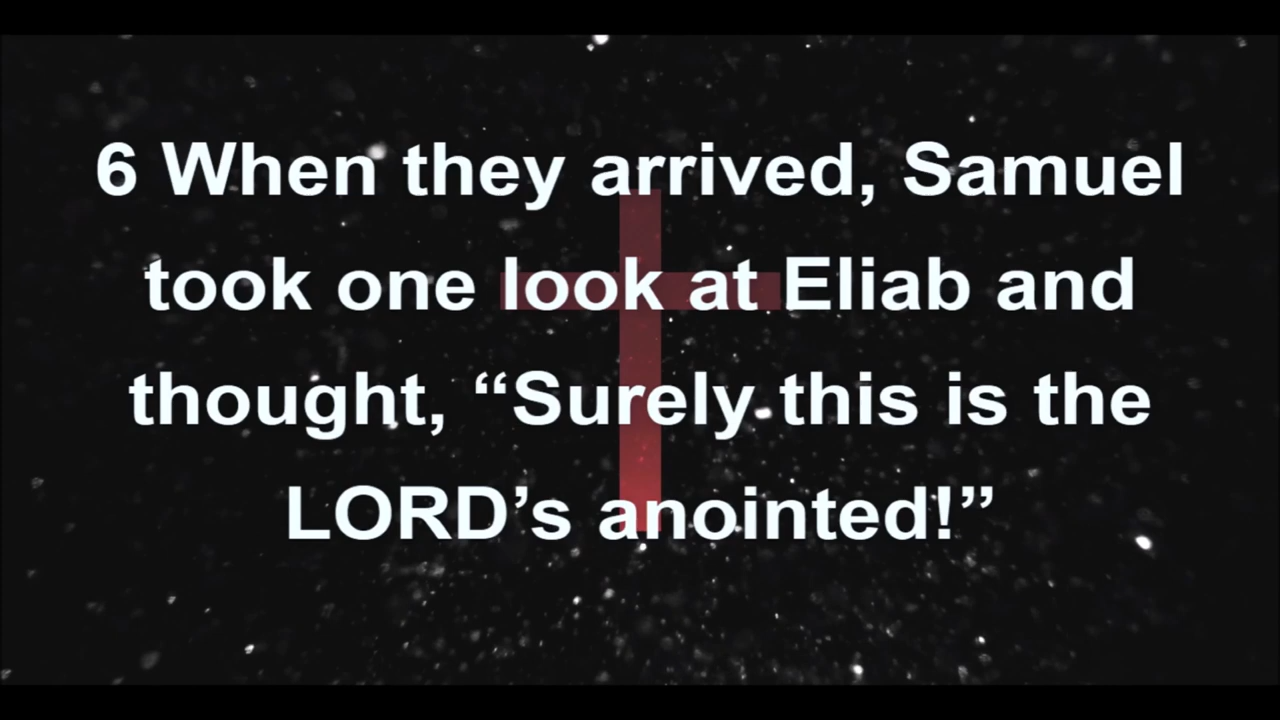 6 When they arrived, Samuel
took one look at Eliab and
thought, “Surely this is the
LORD’s anointed!”